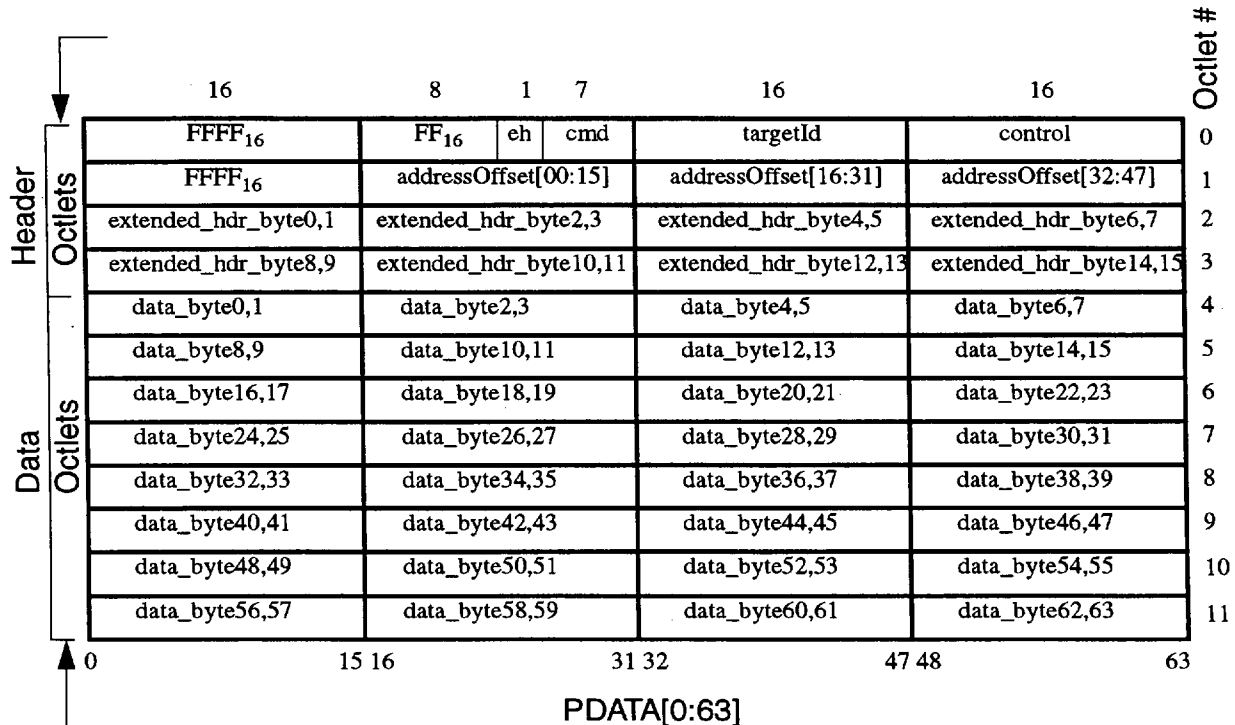 Octlet #
16 8 1 7 16 16
FFFF16 FF16 eh cmd targetId control 0
FFFF16 addressOffset[00:15] addressOffset[16:31] addressOffset[32:47] 1
extended_hdr_byte0,1 extended_hdr_byte2,3 extended_hdr_byte4,5 extended_hdr_byte6,7 2
extended_hdr_byte8,9 extended_hdr_byte10,11 extended_hdr_byte12,13 extended_hdr_byte14,15 3
Header
Octlets
data_byte0,1 data_byte2,3 data_byte4,5 data_byte6,7 4
data_byte8,9 data_byte10,11 data_byte12,13 data_byte14,15 5
data_byte16,17 data_byte18,19 data_byte20,21 data_byte22,23 6
data_byte24,25 data_byte26,27 data_byte28,29 data_byte30,31 7
data_byte32,33 data_byte34,35 data_byte36,37 data_byte38,39 8
data_byte40,41 data_byte42,43 data_byte44,45 data_byte46,47 9
data_byte48,49 data_byte50,51 data_byte52,53 data_byte54,55 10
data_byte56,57 data_byte58,59 data_byte60,61 data_byte62,63 11
Data
Octlets
0 15 16 31 32 47 48 63
PDATA[0:63]